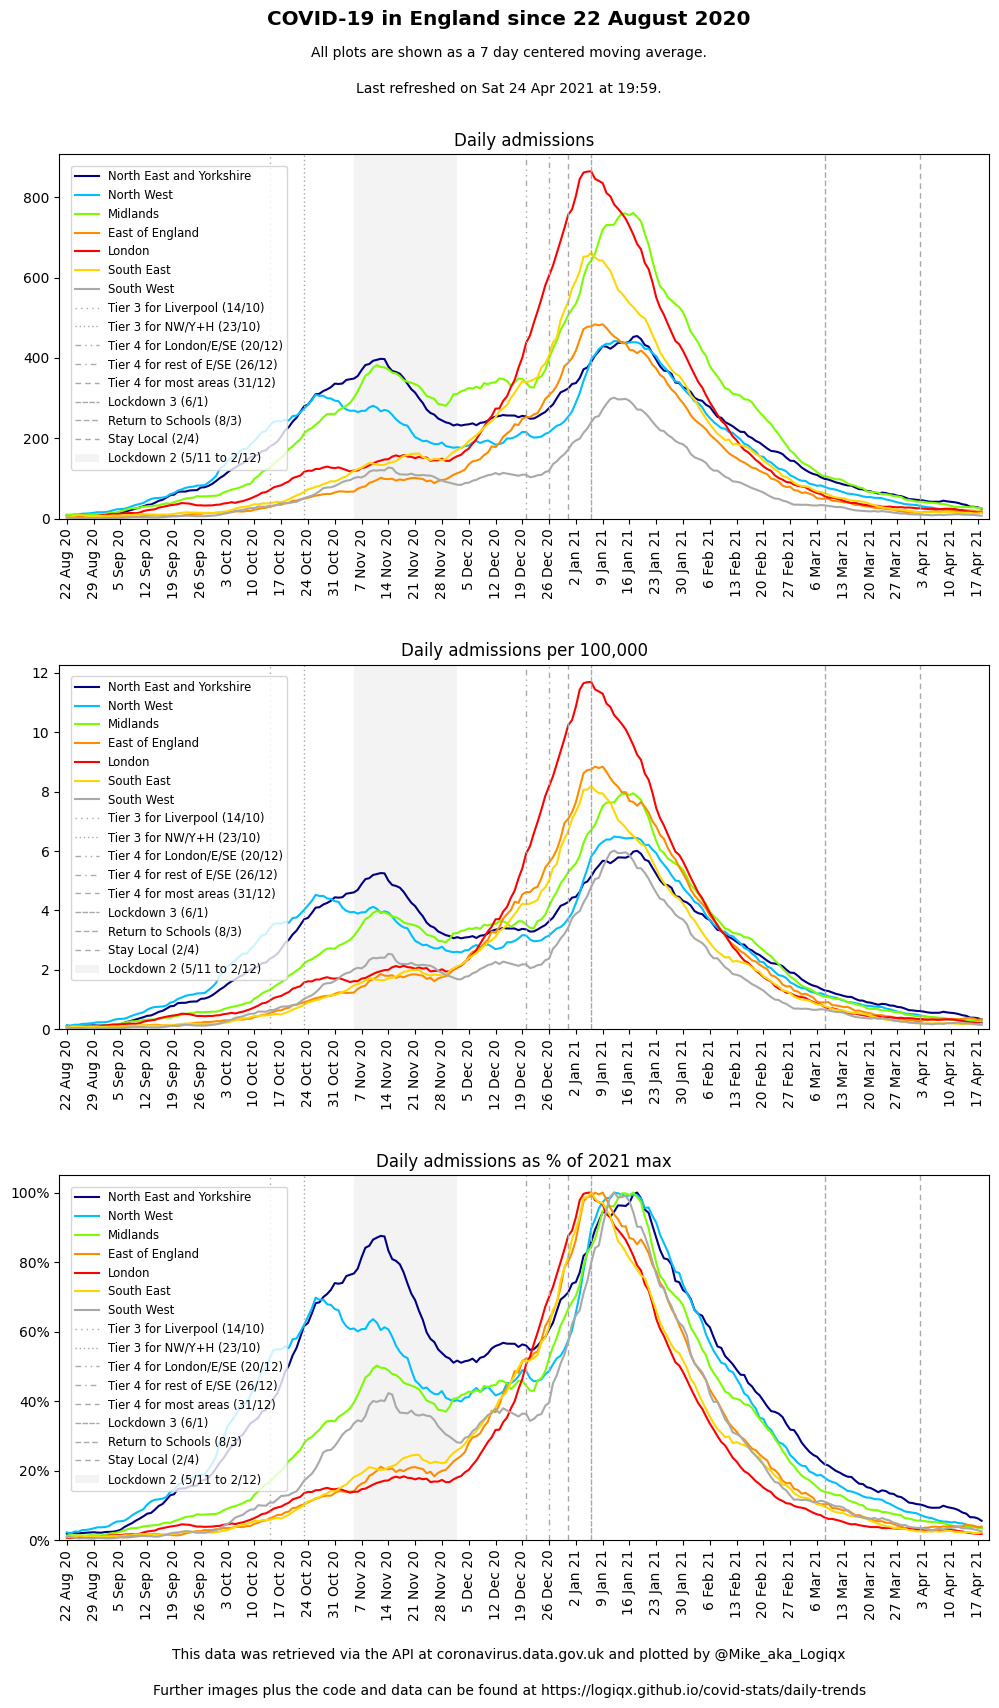 COVID-19 in England since 22 August 2020
All plots are shown as a 7 day centered moving average.
Last refreshed on Sat 24 Apr 2021 at 19:59.
Daily admissions
800
600
400
200
0
North East and Yorkshire
North West
Midlands
East of England
London
South East
South West
Tier 3 for Liverpool (14/10)
Tier 3 for NW/Y+H (23/10)
Tier 4 for London/E/SE (20/12)
Tier 4 for rest of E/SE (26/12)
Tier 4 for most areas (31/12)
Lockdown 3 (6/1)
Return to Schools (8/3)
Stay Local (2/4)
Lockdown 2 (5/11 to 2/12)
22 Aug 20
29 Aug 20
5 Sep 20
12 Sep 20
19 Sep 20
26 Sep 20
3 Oct 20
10 Oct 20
17 Oct 20
24 Oct 20
31 Oct 20
7 Nov 20
14 Nov 20
21 Nov 20
28 Nov 20
5 Dec 20
12 Dec 20
19 Dec 20
26 Dec 20
2 Jan 21
9 Jan 21
16 Jan 21
23 Jan 21
30 Jan 21
6 Feb 21
13 Feb 21
20 Feb 21
27 Feb 21
6 Mar 21
13 Mar 21
20 Mar 21
27 Mar 21
3 Apr 21
10 Apr 21
17 Apr 21
Daily admissions per 100,000
12
10
8
6
4
2
0
North East and Yorkshire
North West
Midlands
East of England
London
South East
South West
Tier 3 for Liverpool (14/10)
Tier 3 for NW/Y+H (23/10)
Tier 4 for London/E/SE (20/12)
Tier 4 for rest of E/SE (26/12)
Tier 4 for most areas (31/12)
Lockdown 3 (6/1)
Return to Schools (8/3)
Stay Local (2/4)
Lockdown 2 (5/11 to 2/12)
22 Aug 20
29 Aug 20
5 Sep 20
12 Sep 20
19 Sep 20
26 Sep 20
3 Oct 20
10 Oct 20
17 Oct 20
24 Oct 20
31 Oct 20
7 Nov 20
14 Nov 20
21 Nov 20
28 Nov 20
5 Dec 20
12 Dec 20
19 Dec 20
26 Dec 20
2 Jan 21
9 Jan 21
16 Jan 21
23 Jan 21
30 Jan 21
6 Feb 21
13 Feb 21
20 Feb 21
27 Feb 21
6 Mar 21
13 Mar 21
20 Mar 21
27 Mar 21
3 Apr 21
10 Apr 21
17 Apr 21
Daily admissions as % of 2021 max
100%
80%
60%
40%
20%
0%
North East and Yorkshire
North West
Midlands
East of England
London
South East
South West
Tier 3 for Liverpool (14/10)
Tier 3 for NW/Y+H (23/10)
Tier 4 for London/E/SE (20/12)
Tier 4 for rest of E/SE (26/12)
Tier 4 for most areas (31/12)
Lockdown 3 (6/1)
Return to Schools (8/3)
Stay Local (2/4)
Lockdown 2 (5/11 to 2/12)
22 Aug 20
29 Aug 20
5 Sep 20
12 Sep 20
19 Sep 20
26 Sep 20
3 Oct 20
10 Oct 20
17 Oct 20
24 Oct 20
31 Oct 20
7 Nov 20
14 Nov 20
21 Nov 20
28 Nov 20
5 Dec 20
12 Dec 20
19 Dec 20
26 Dec 20
2 Jan 21
9 Jan 21
16 Jan 21
23 Jan 21
30 Jan 21
6 Feb 21
13 Feb 21
20 Feb 21
27 Feb 21
6 Mar 21
13 Mar 21
20 Mar 21
27 Mar 21
3 Apr 21
10 Apr 21
17 Apr 21
This data was retrieved via the API at coronavirus.data.gov.uk and plotted by @Mike_aka_Logiqx
Further images plus the code and data can be found at https://logiqx.github.io/covid-stats/daily-trends